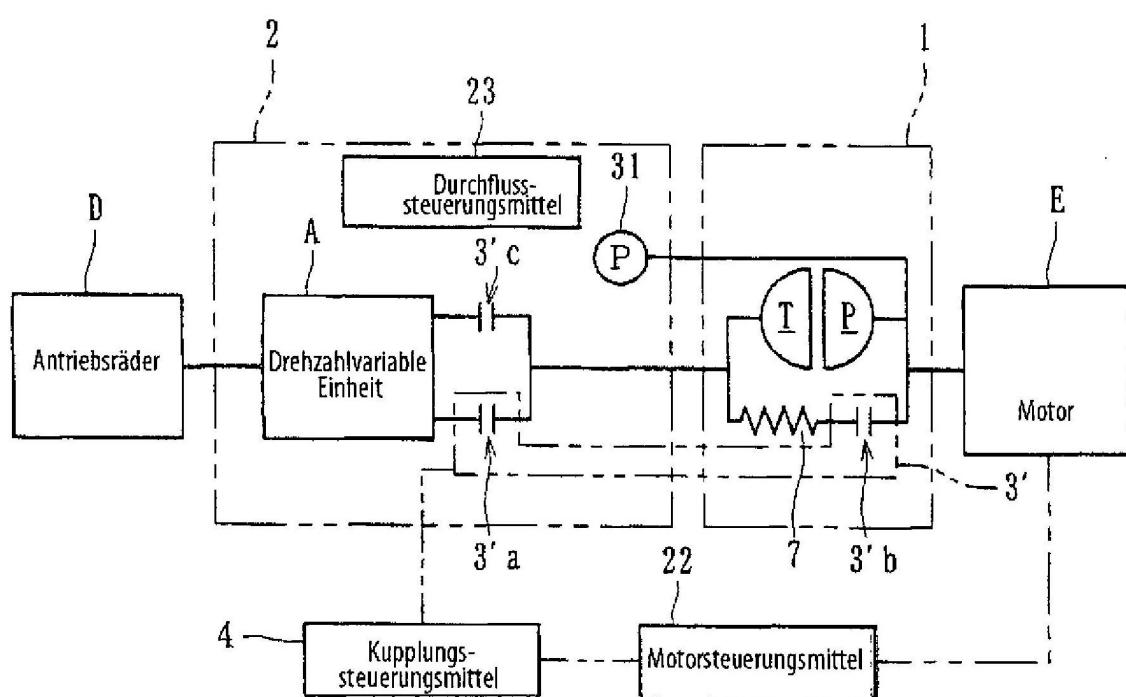 2
1
23
Durchfluss-
steuerungsmittel
31
P
D
A
3' c
E
T
P
Antriebsräder
Drehzahlvariable
Einheit
Motor
3'
3' a
7
3' b
22
4
Kupplungs-
steuerungsmittel
Motorsteuerungsmittel